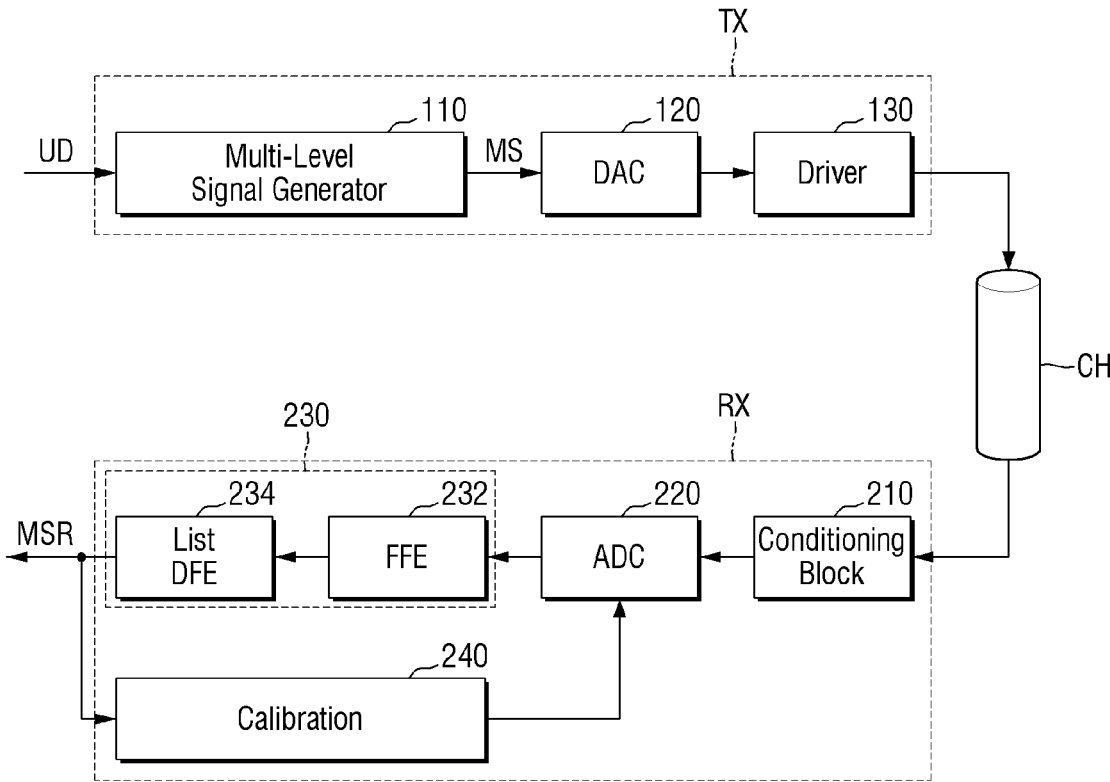 TX
110
120
130
UD
Multi-Level
Signal Generator
MS
DAC
Driver
CH
230
RX
234
232
220
210
MSR
List
DFE
FFE
ADC
Conditioning
Block
240
Calibration